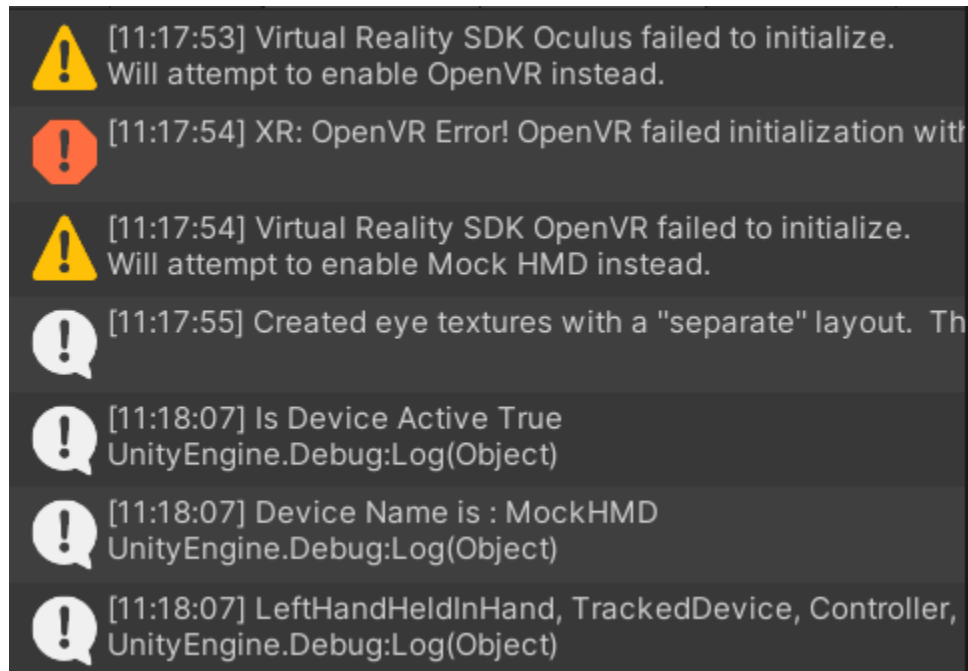 [11:17:53] Virtual Reality SDK Oculus failed to initialize.
Will attempt to enable OpenVR instead.
[11:17:54] XR: OpenVR Error! OpenVR failed initialization with
[11:17:54] Virtual Reality SDK OpenVR failed to initialize.
Will attempt to enable Mock HMD instead.
[11:17:55] Created eye textures with a "separate" layout.  Th
[11:18:07] Is Device Active True
UnityEngine.Debug:Log(Object)
[11:18:07] Device Name is : MockHMD
UnityEngine.Debug:Log(Object)
[11:18:07] LeftHandHeldInHand, TrackedDevice, Controller,
UnityEngine.Debug:Log(Object)